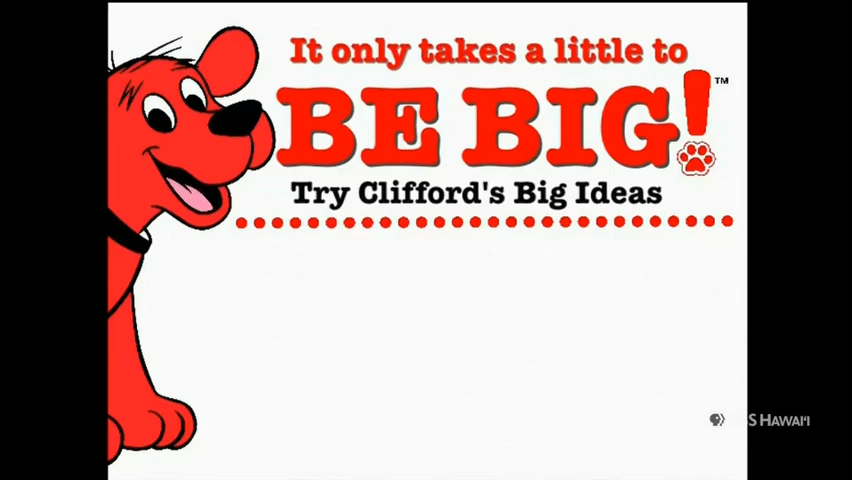 It only takes a little to
BE BIG!™
Try Clifford's Big Ideas
S HAWAI'I